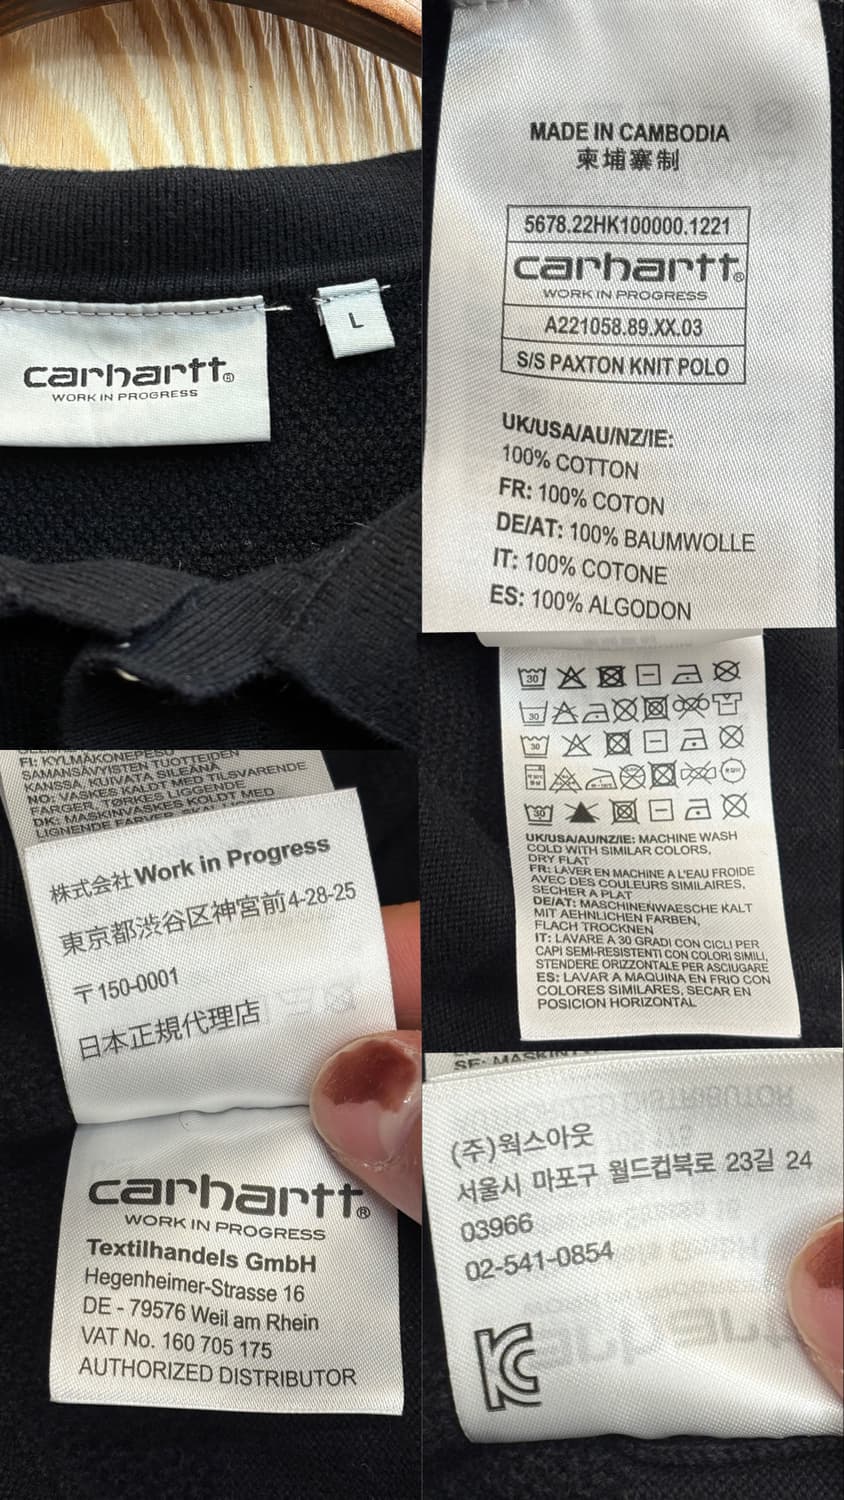 carhartt®
WORK IN PROGRESS
L
MADE IN CAMBODIA
柬埔寨制
5678.22HK100000.1221
carhartt®
WORK IN PROGRESS
A221058.89.XX.03
S/S PAXTON KNIT POLO
UK/USA/AU/NZ/IE:
100% COTTON
FR: 100% COTON
DE/AT: 100% BAUMWOLLE
IT: 100% COTONE
ES: 100% ALGODON
30
30
30
30
UK/USA/AU/NZ/IE: MACHINE WASH
COLD WITH SIMILAR COLORS,
DRY FLAT
FR: LAVER EN MACHINE A L'EAU FROIDE
AVEC DES COULEURS SIMILAIRES,
SECHER A PLAT
DE/AT: MASCHINENWAESCHE KALT
MIT AEHNLICHEN FARBEN,
FLACH TROCKNEN
IT: LAVARE A 30 GRADI CON CICLI PER
CAPI SEMI-RESISTENTI CON COLORI SIMILI,
STENDERE ORIZZONTALE PER ASCIUGARE
ES: LAVAR A MAQUINA EN FRIO CON
COLORES SIMILARES, SECAR EN
POSICION HORIZONTAL
FI: KYLMÄKONEPESU
SAMANSÄVYISTEN TUOTTEIDEN
KANSSA, KUIVATA SILEÄNÄ
NO: VASKES KALDT MED TILSVARENDE
FARGER, TØRKES LIGGENDE
DK: MASKINVASKES KOLDT MED
LIGNENDE FARVER,
株式会社Work in Progress
東京都渋谷区神宮前4-28-25
〒150-0001
日本正規代理店
carhartt®
WORK IN PROGRESS
Textilhandels GmbH
Hegenheimer-Strasse 16
DE - 79576 Weil am Rhein
VAT No. 160 705 175
AUTHORIZED DISTRIBUTOR
(주)웍스아웃
서울시 마포구 월드컵북로 23길 24
03966
02-541-0854